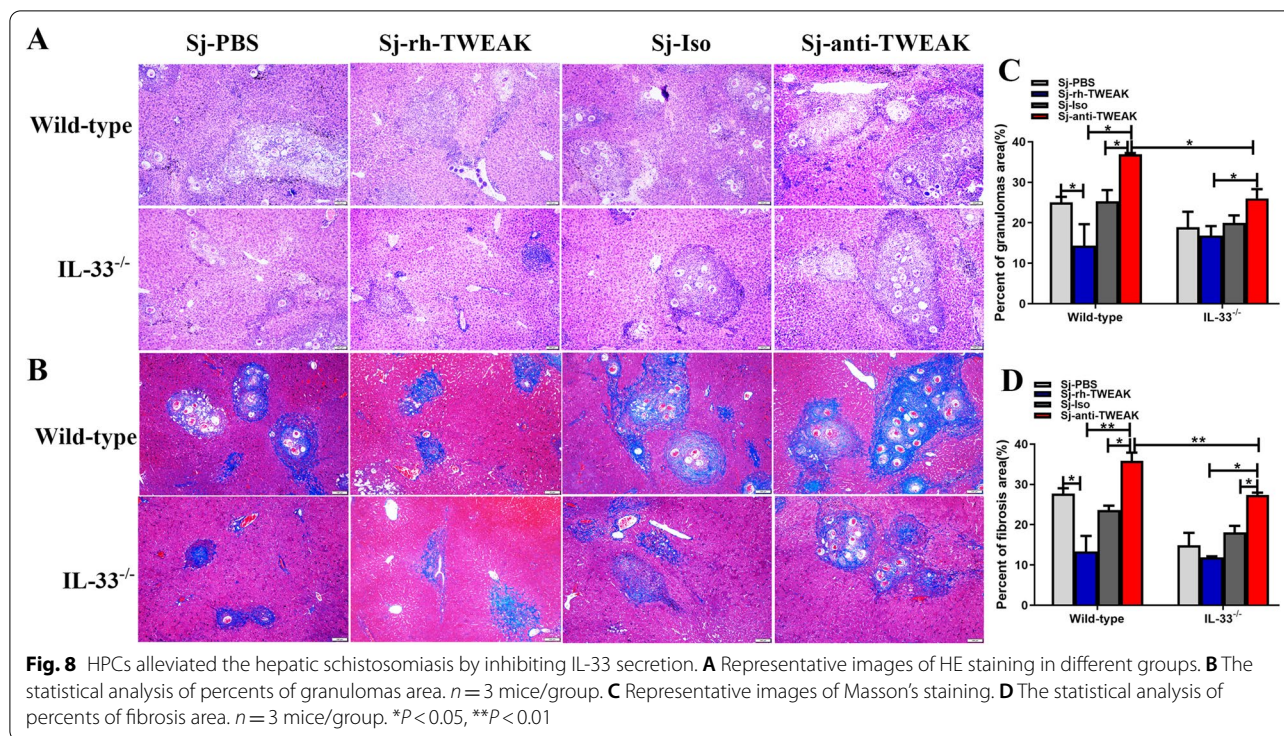 A
Sj-PBS
Sj-rh-TWEAK
Sj-Iso
Sj-anti-TWEAK
Wild-type
IL-33-/-
B
Wild-type
IL-33-/-
C
Sj-PBS
Sj-rh-TWEAK
Sj-Iso
Sj-anti-TWEAK
Percent of granulomas area(%)
40
30
20
10
0
*
*
*
*
*
Wild-type
IL-33-/-
D
Sj-PBS
Sj-rh-TWEAK
Sj-Iso
Sj-anti-TWEAK
Percent of fibrosis area(%)
40
30
20
10
0
*
**
*
**
*
*
Wild-type
IL-33-/-
Fig. 8 HPCs alleviated the hepatic schistosomiasis by inhibiting IL-33 secretion. A Representative images of HE staining in different groups. B The
statistical analysis of percents of granulomas area. n = 3 mice/group. C Representative images of Masson's staining. D The statistical analysis of
percents of fibrosis area. n = 3 mice/group. *P < 0.05, **P < 0.01